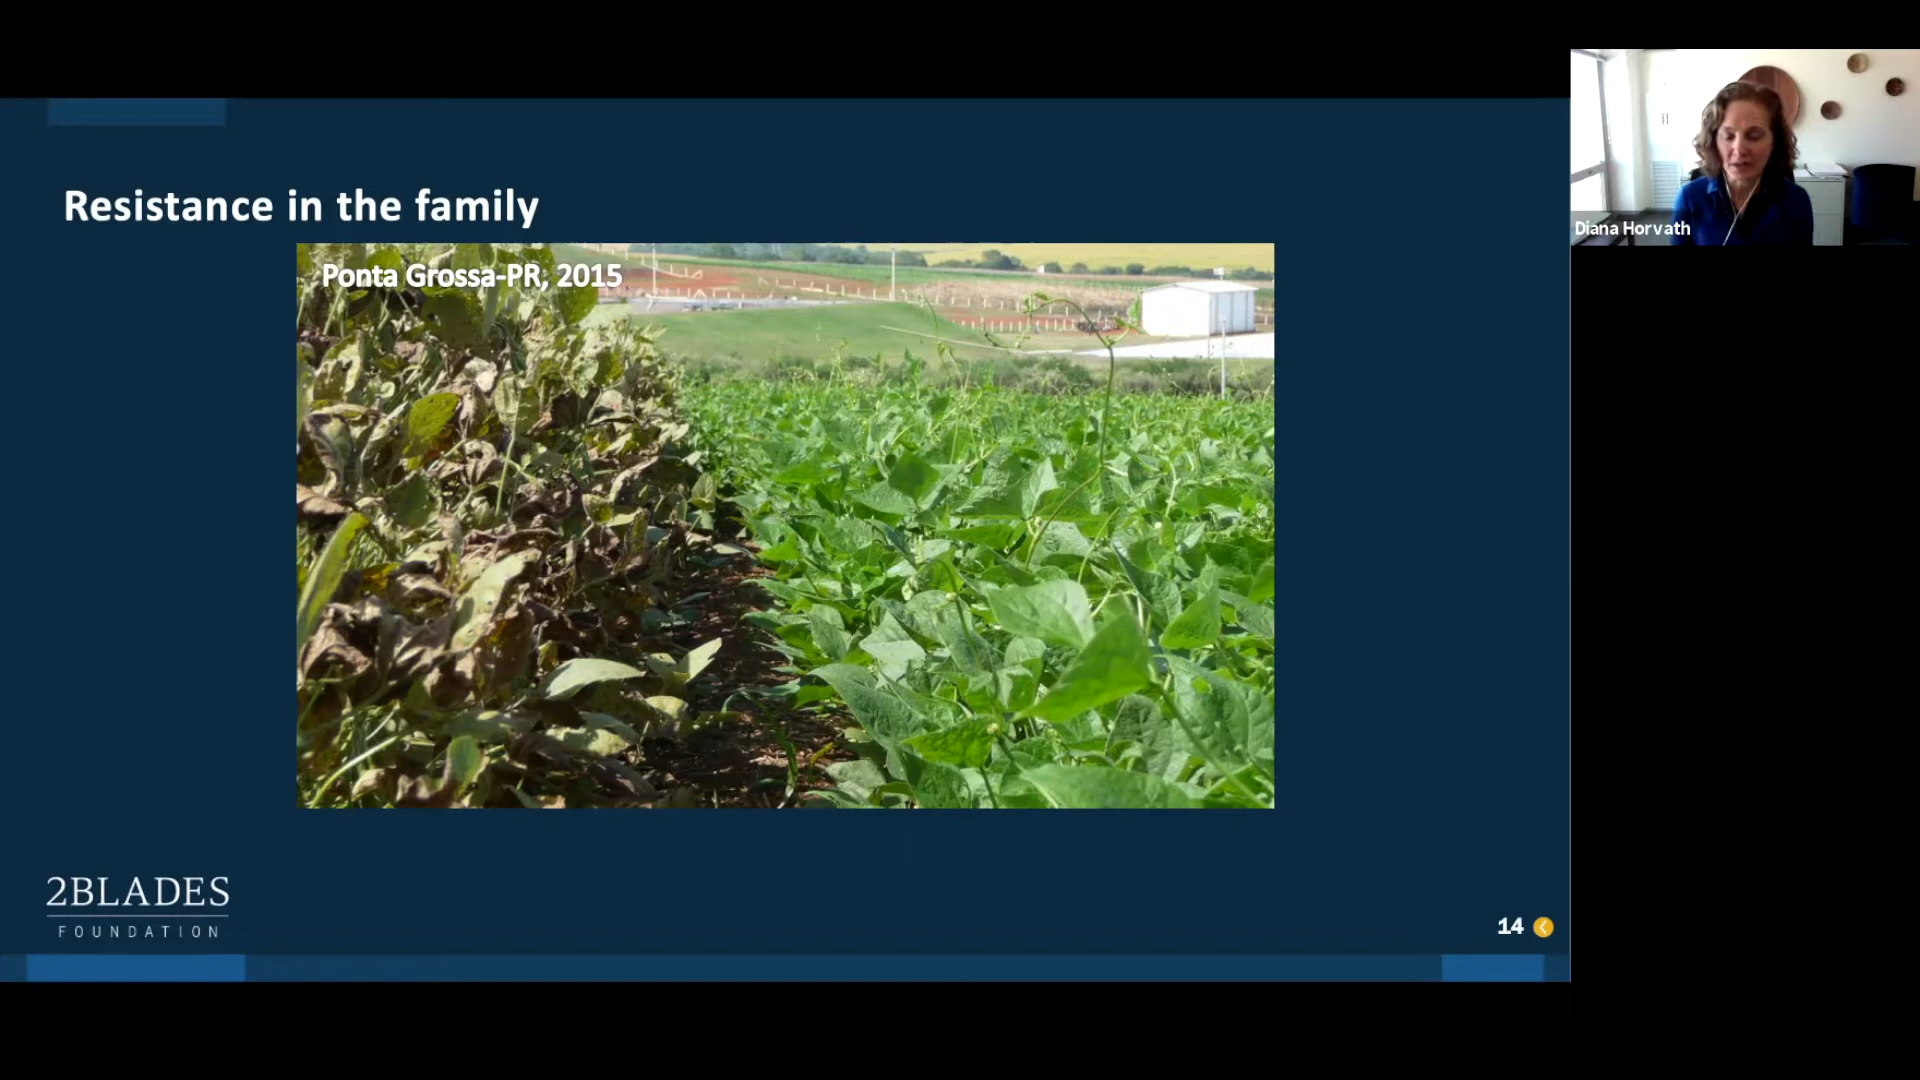 Resistance in the family
Ponta Grossa-PR, 2015
Diana Horvath
2BLADES
FOUNDATION
14